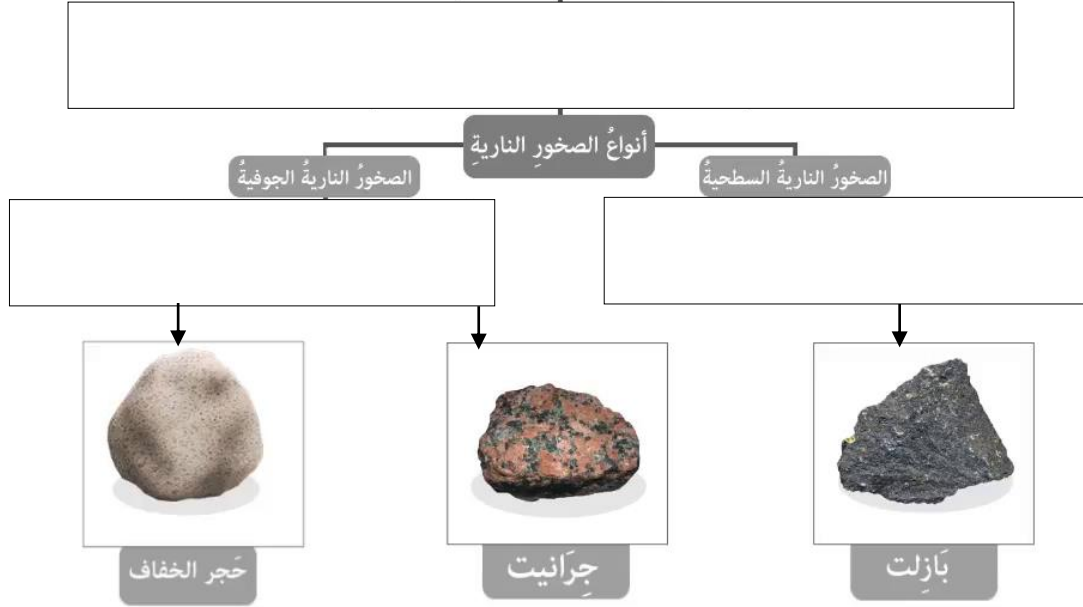 أنواعُ الصخورِ الناريةِ
الصخورُ الناريةُ السطحيةُ
الصخورُ الناريةُ الجوفيةُ
بَازِلت
جِرَانيت
حَجر الخفاف